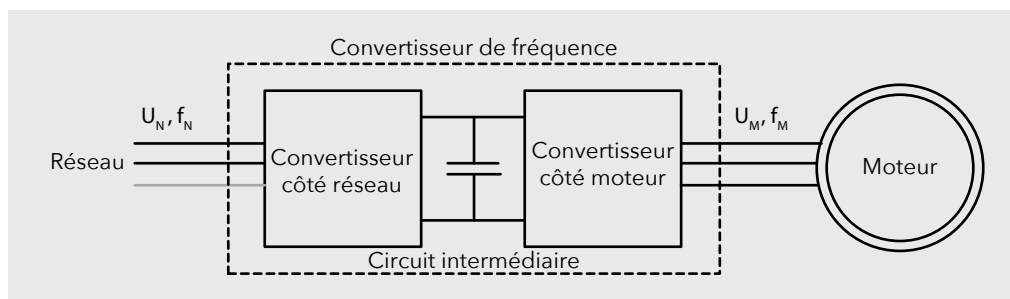 Convertisseur de fréquence
U_N, f_N
Réseau
Convertisseur
côté réseau
Convertisseur
côté moteur
U_M, f_M
Moteur
Circuit intermédiaire